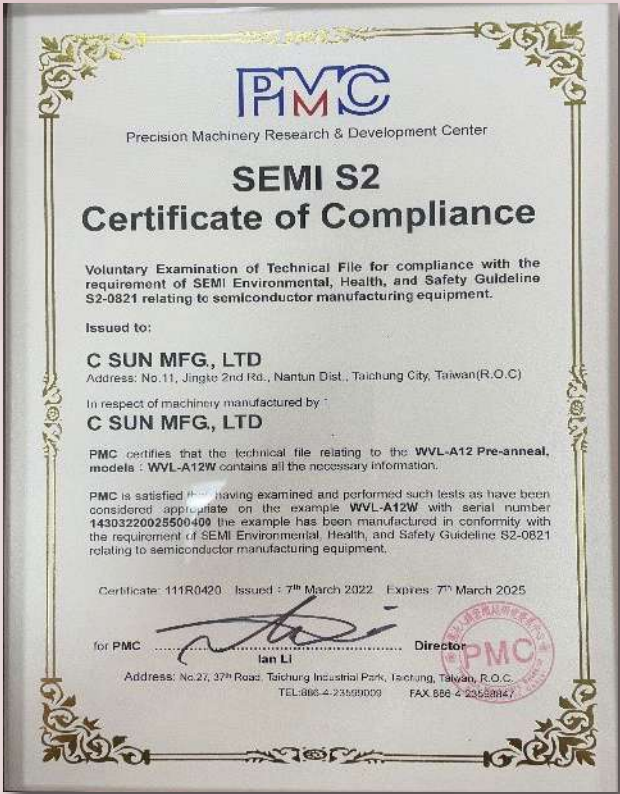 PMC
Precision Machinery Research & Development Center
SEMI S2
Certificate of Compliance
Voluntary Examination of Technical File for compliance with the
requirement of SEMI Environmental, Health, and Safety Guideline
S2-0821 relating to semiconductor manufacturing equipment.
Issued to:
C SUN MFG., LTD
Address: No.11, Jingke 2nd Rd., Nantun Dist., Taichung City, Taiwan(R.O.C)
In respect of machinery manufactured by :
C SUN MFG., LTD
PMC certifies that the technical file relating to the WVL-A12 Pre-anneal,
models : WVL-A12W contains all the necessary information.
PMC is satisfied that having examined and performed such tests as have been
considered appropriate on the example WVL-A12W with serial number
14303220025500400 the example has been manufactured in conformity with
the requirement of SEMI Environmental, Health, and Safety Guideline S2-0821
relating to semiconductor manufacturing equipment.
Certificate: 111R0420 Issued : 7th March 2022 Expires: 7th March 2025
for PMC Director
PMC
Ian Li
Address: No.27, 37th Road, Taichung Industrial Park, Taichung, Taiwan, R.O.C.
TEL:886-4-23599009 FAX:886-4-23598847